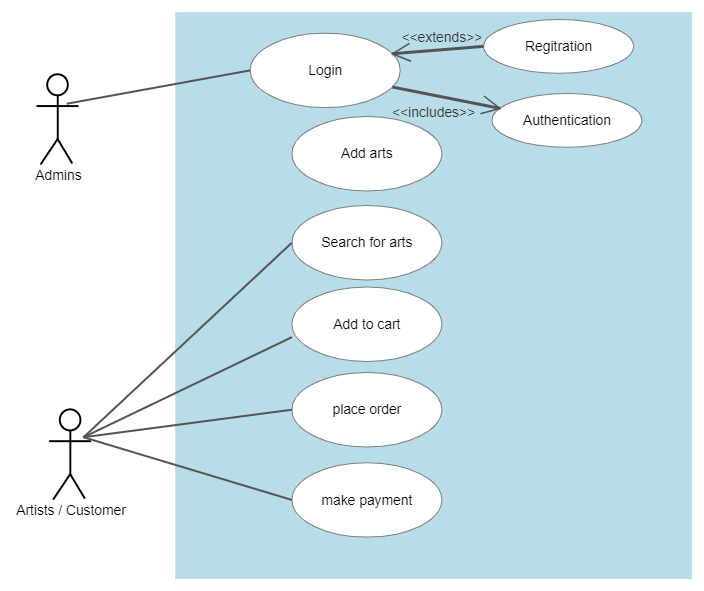 <<extends>>
Regitration
Login
<<includes>>
Authentication
Add arts
Admins
Search for arts
Add to cart
place order
make payment
Artists / Customer